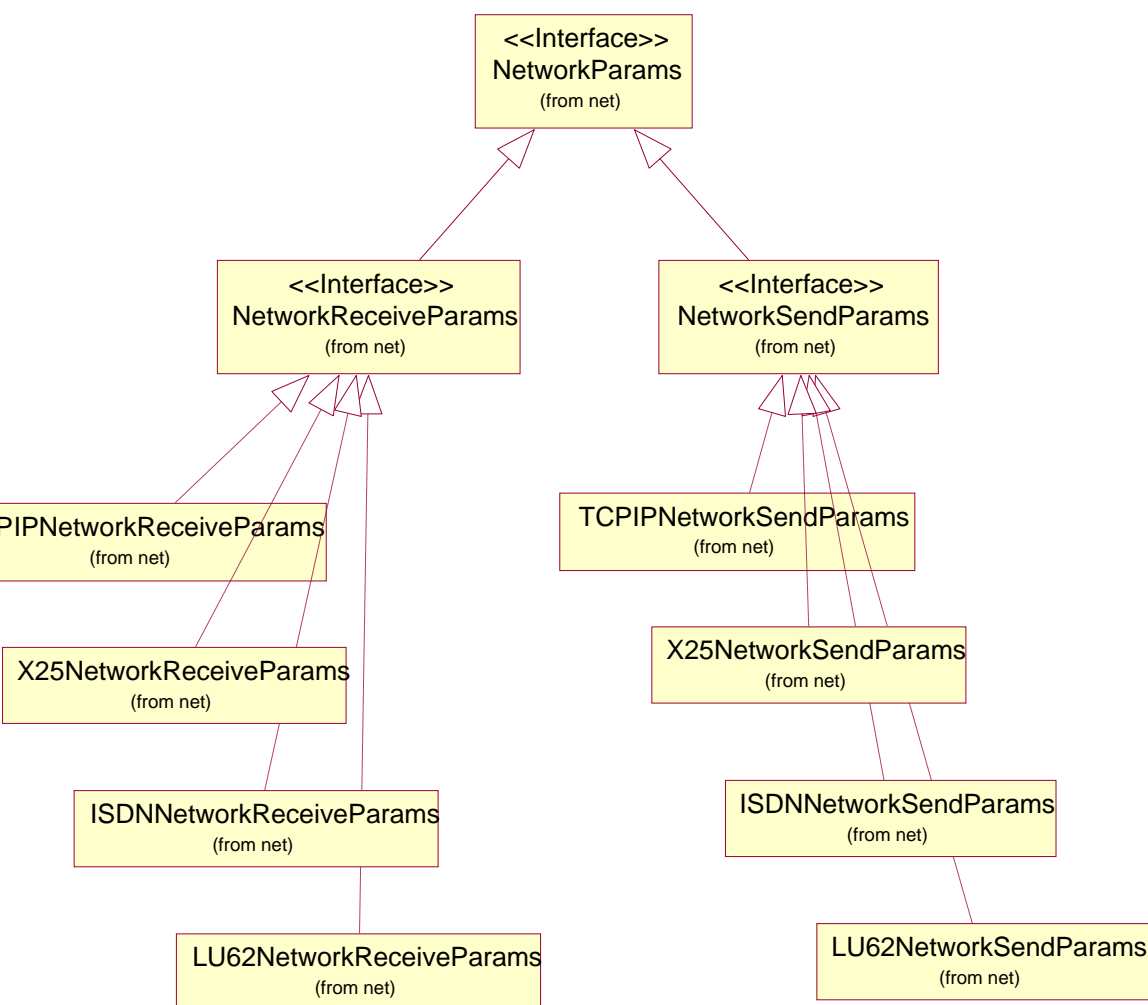 <<Interface>>
NetworkParams
(from net)
<<Interface>>
NetworkReceiveParams
(from net)
<<Interface>>
NetworkSendParams
(from net)
PIPNetworkReceiveParams
(from net)
TCPIPNetworkSendParams
(from net)
X25NetworkReceiveParams
(from net)
X25NetworkSendParams
(from net)
ISDNNetworkReceiveParams
(from net)
ISDNNetworkSendParams
(from net)
LU62NetworkReceiveParams
(from net)
LU62NetworkSendParams
(from net)